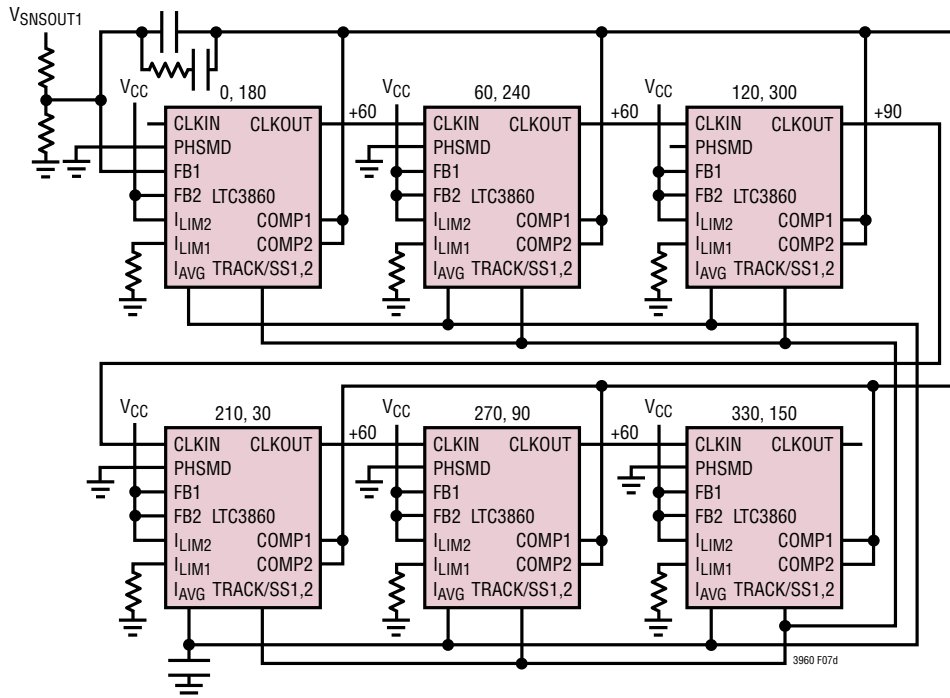 VSNSOUT1
VCC
0, 180
CLKIN CLKOUT
PHSMD
FB1
FB2 LTC3860
ILIM2 COMP1
ILIM1 COMP2
IAVG TRACK/SS1,2
+60
VCC
60, 240
CLKIN CLKOUT
PHSMD
FB1
FB2 LTC3860
ILIM2 COMP1
ILIM1 COMP2
IAVG TRACK/SS1,2
+60
VCC
120, 300
CLKIN CLKOUT
PHSMD
FB1
FB2 LTC3860
ILIM2 COMP1
ILIM1 COMP2
IAVG TRACK/SS1,2
+90
VCC
210, 30
CLKIN CLKOUT
PHSMD
FB1
FB2 LTC3860
ILIM2 COMP1
ILIM1 COMP2
IAVG TRACK/SS1,2
+60
VCC
270, 90
CLKIN CLKOUT
PHSMD
FB1
FB2 LTC3860
ILIM2 COMP1
ILIM1 COMP2
IAVG TRACK/SS1,2
+60
VCC
330, 150
CLKIN CLKOUT
PHSMD
FB1
FB2 LTC3860
ILIM2 COMP1
ILIM1 COMP2
IAVG TRACK/SS1,2
3960 F07d